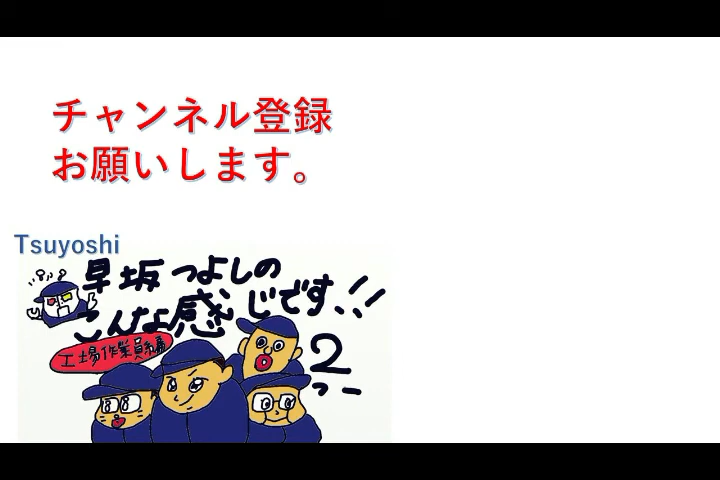 チャンネル登録
お願いします。
Tsuyoshi
早坂つよしの
こんなよ感じです!!
工場作業員編
2